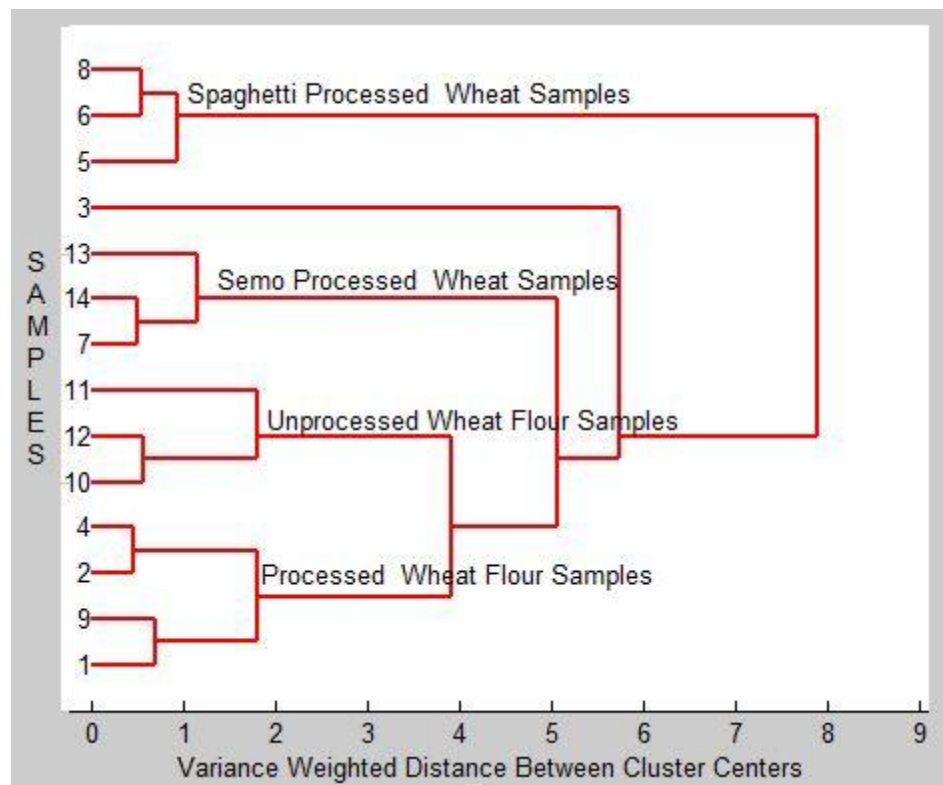 8
Spaghetti Processed  Wheat Samples
6
5
3
13
Semo Processed  Wheat Samples
14
7
11
Unprocessed Wheat Flour Samples
12
10
4
2
Processed  Wheat Flour Samples
9
1
SAMPLES
0 1 2 3 4 5 6 7 8 9
Variance Weighted Distance Between Cluster Centers